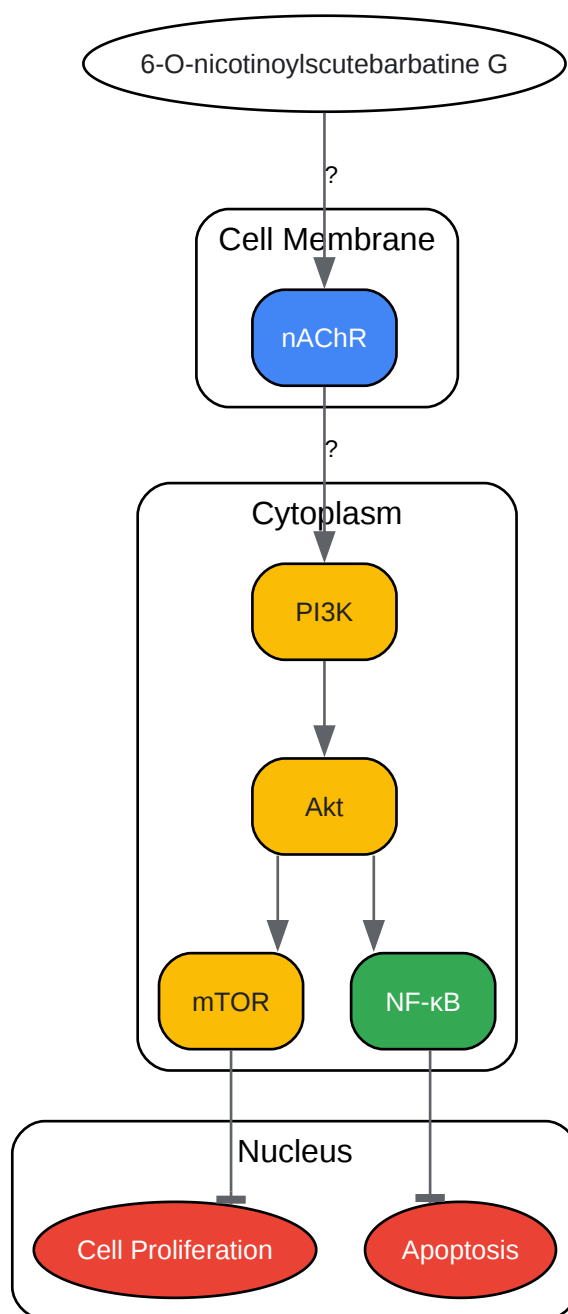 6-O-nicotinoylscutebarbatine G
?
Cell Membrane
nAChR
?
Cytoplasm
PI3K
Akt
mTOR
NF-κB
Nucleus
Cell Proliferation
Apoptosis